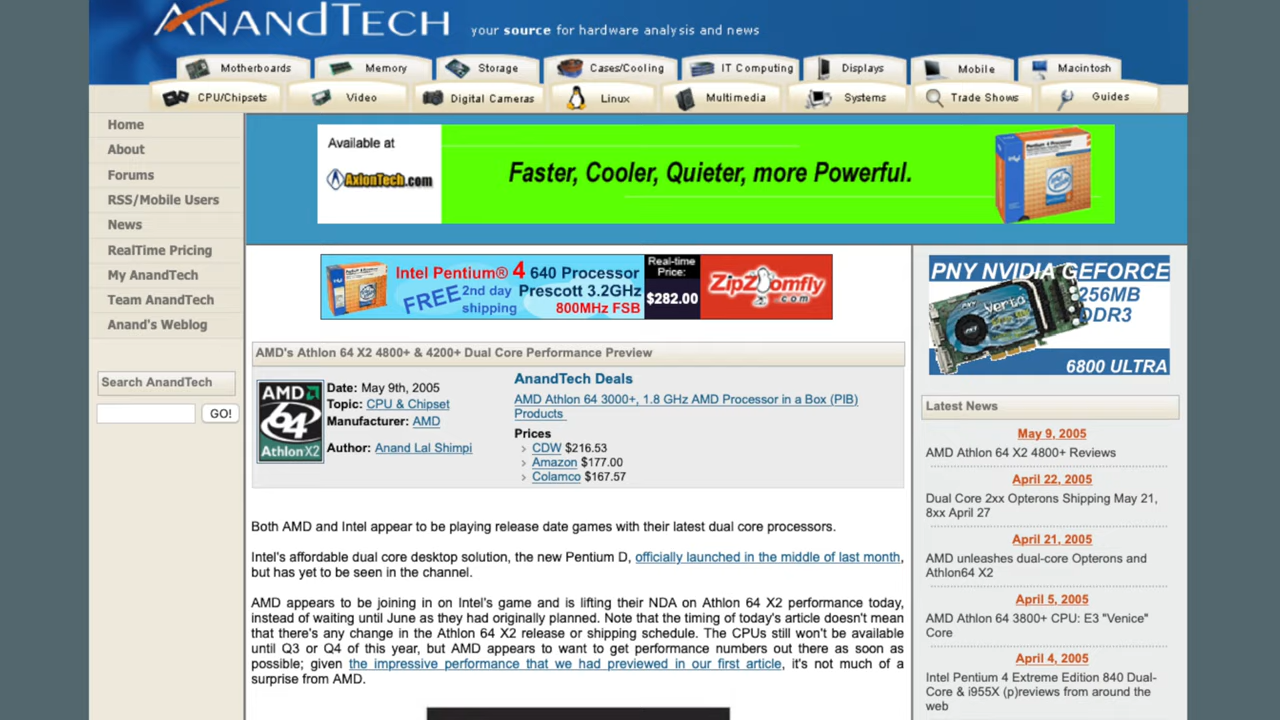 ANANDTECH
your source for hardware analysis and news
Motherboards
Memory
Storage
Cases/Cooling
IT Computing
Displays
Mobile
Macintosh
CPU/Chipsets
Video
Digital Cameras
Linux
Multimedia
Systems
Trade Shows
Guides
Home
About
Forums
RSS/Mobile Users
News
RealTime Pricing
My AnandTech
Team AnandTech
Anand's Weblog
Search AnandTech
GO!
Available at
AxionTech.com
Faster, Cooler, Quieter, more Powerful.
Intel Pentium® 4 640 Processor
FREE 2nd day shipping
Prescott 3.2GHz
800MHz FSB
Real-time
Price:
$282.00
ZipZoomfly
.com
PNY NVIDIA GEFORCE
256MB
DDR3
6800 ULTRA
AMD's Athlon 64 X2 4800+ & 4200+ Dual Core Performance Preview
AMD
64
Athlon X2
Date: May 9th, 2005
Topic: CPU & Chipset
Manufacturer: AMD
Author: Anand Lal Shimpi
AnandTech Deals
AMD Athlon 64 3000+, 1.8 GHz AMD Processor in a Box (PIB)
Products
Prices
› CDW $216.53
› Amazon $177.00
› Colamco $167.57
Both AMD and Intel appear to be playing release date games with their latest dual core processors.
Intel's affordable dual core desktop solution, the new Pentium D, officially launched in the middle of last month,
but has yet to be seen in the channel.
AMD appears to be joining in on Intel's game and is lifting their NDA on Athlon 64 X2 performance today,
instead of waiting until June as they had originally planned. Note that the timing of today's article doesn't mean
that there's any change in the Athlon 64 X2 release or shipping schedule. The CPUs still won't be available
until Q3 or Q4 of this year, but AMD appears to want to get performance numbers out there as soon as
possible; given the impressive performance that we had previewed in our first article, it's not much of a
surprise from AMD.
Latest News
May 9, 2005
AMD Athlon 64 X2 4800+ Reviews
April 22, 2005
Dual Core 2xx Opterons Shipping May 21,
8xx April 27
April 21, 2005
AMD unleashes dual-core Opterons and
Athlon64 X2
April 5, 2005
AMD Athlon 64 3800+ CPU: E3 "Venice"
Core
April 4, 2005
Intel Pentium 4 Extreme Edition 840 Dual-
Core & i955X (p)reviews from around the
web